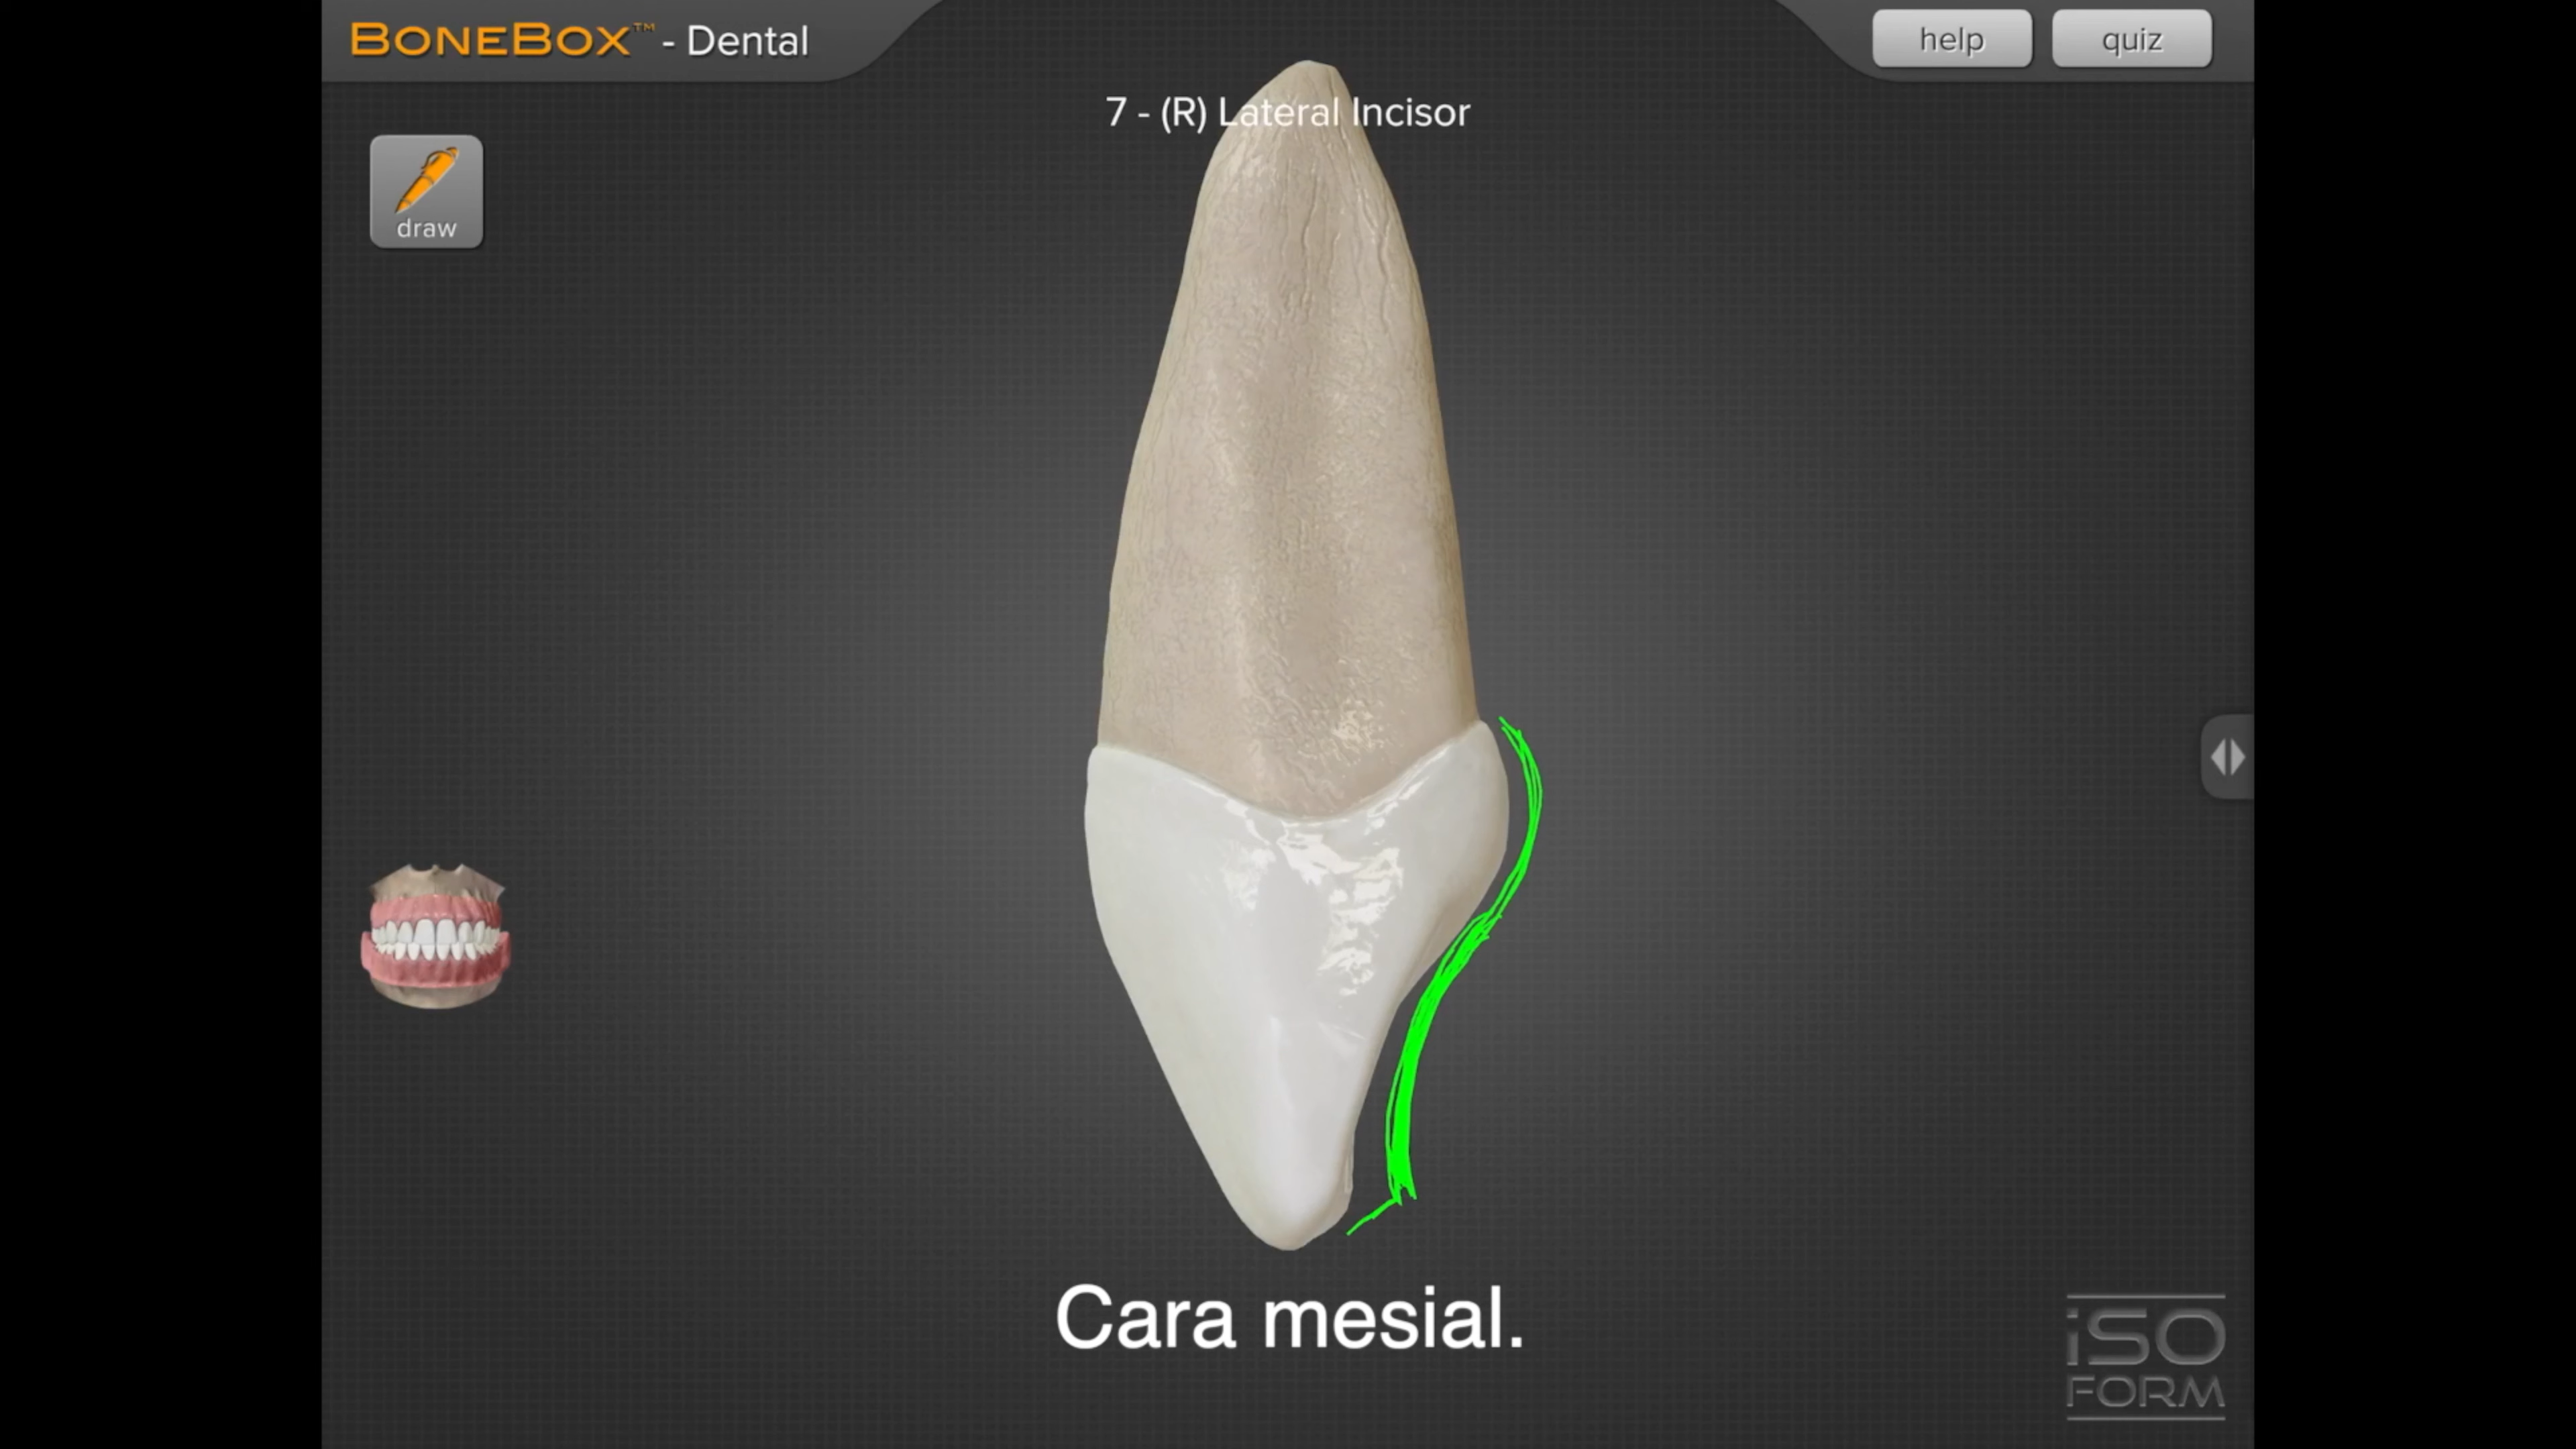 BONEBOX™ - Dental
help
quiz
7 - (R) Lateral Incisor
draw
Cara mesial.
iSO
FORM